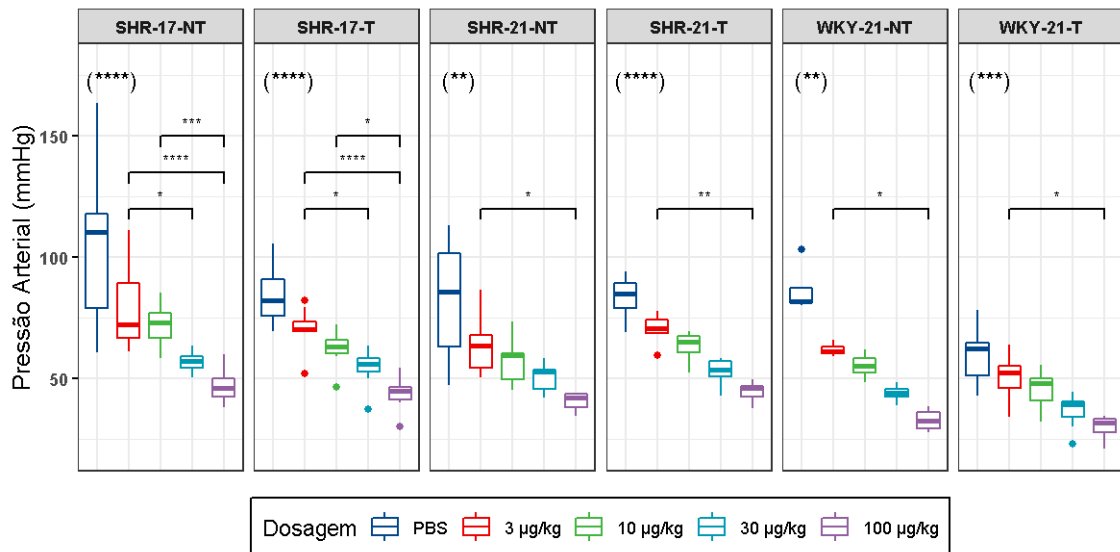 SHR-17-NT SHR-17-T SHR-21-NT SHR-21-T WKY-21-NT WKY-21-T
(****) (****) (**) (****) (**) (***)
*** *
**** ****
* * * ** * *
150
100
50
Pressão Arterial (mmHg)
Dosagem PBS 3 µg/kg 10 µg/kg 30 µg/kg 100 µg/kg